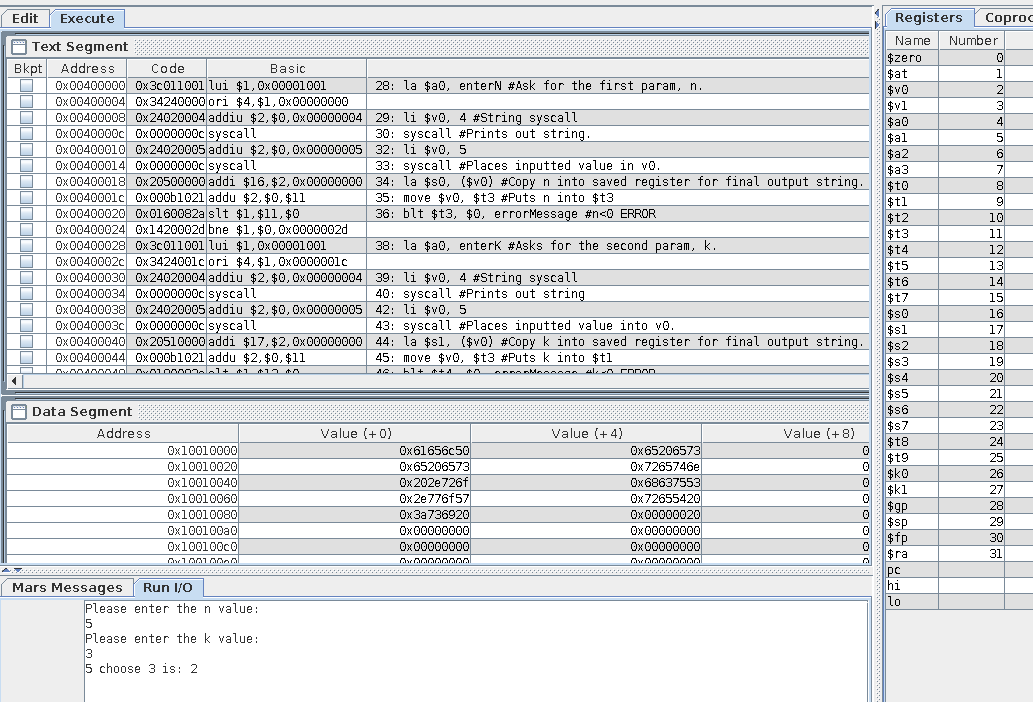 Edit Execute
Text Segment
Bkpt Address Code Basic
0x00400000 0x3c011001 lui $1,0x00001001 28: la $a0, enterN #Ask for the first param, n.
0x00400004 0x34240000 ori $4,$1,0x00000000
0x00400008 0x24020004 addiu $2,$0,0x00000004 29: li $v0, 4 #String syscall
0x0040000c 0x0000000c syscall 30: syscall #Prints out string.
0x00400010 0x24020005 addiu $2,$0,0x00000005 32: li $v0, 5
0x00400014 0x0000000c syscall 33: syscall #Places inputted value in v0.
0x00400018 0x20500000 addi $16,$2,0x00000000 34: la $s0, ($v0) #Copy n into saved register for final output string.
0x0040001c 0x000b1021 addu $2,$0,$11 35: move $v0, $t3 #Puts n into $t3
0x00400020 0x0160082a slt $1,$11,$0 36: blt $t3, $0, errorMessage #n<0 ERROR
0x00400024 0x1420002d bne $1,$0,0x0000002d
0x00400028 0x3c011001 lui $1,0x00001001 38: la $a0, enterK #Asks for the second param, k.
0x0040002c 0x3424001c ori $4,$1,0x0000001c
0x00400030 0x24020004 addiu $2,$0,0x00000004 39: li $v0, 4 #String syscall
0x00400034 0x0000000c syscall 40: syscall #Prints out string
0x00400038 0x24020005 addiu $2,$0,0x00000005 42: li $v0, 5
0x0040003c 0x0000000c syscall 43: syscall #Places inputted value into v0.
0x00400040 0x20510000 addi $17,$2,0x00000000 44: la $s1, ($v0) #Copy k into saved register for final output string.
0x00400044 0x000b1021 addu $2,$0,$11 45: move $v0, $t3 #Puts k into $t1
0x00400048 0x0180082a slt $1,$12,$0 46: blt $t4, $0, errorMessage #k<0 ERROR
Data Segment
Address Value (+0) Value (+4) Value (+8)
0x10010000 0x61656c50 0x65206573 0
0x10010020 0x65206573 0x7265746e 0
0x10010040 0x202e726f 0x68637553 0
0x10010060 0x2e776f57 0x72655420 0
0x10010080 0x3a736920 0x00000020 0
0x100100a0 0x00000000 0x00000000 0
0x100100c0 0x00000000 0x00000000 0
0x100100e0 0x00000000 0x00000000 0
Mars Messages Run I/O
Please enter the n value:
5
Please enter the k value:
3
5 choose 3 is: 2
Registers Coproc
Name Number
$zero 0
$at 1
$v0 2
$v1 3
$a0 4
$a1 5
$a2 6
$a3 7
$t0 8
$t1 9
$t2 10
$t3 11
$t4 12
$t5 13
$t6 14
$t7 15
$s0 16
$s1 17
$s2 18
$s3 19
$s4 20
$s5 21
$s6 22
$s7 23
$t8 24
$t9 25
$k0 26
$k1 27
$gp 28
$sp 29
$fp 30
$ra 31
pc
hi
lo